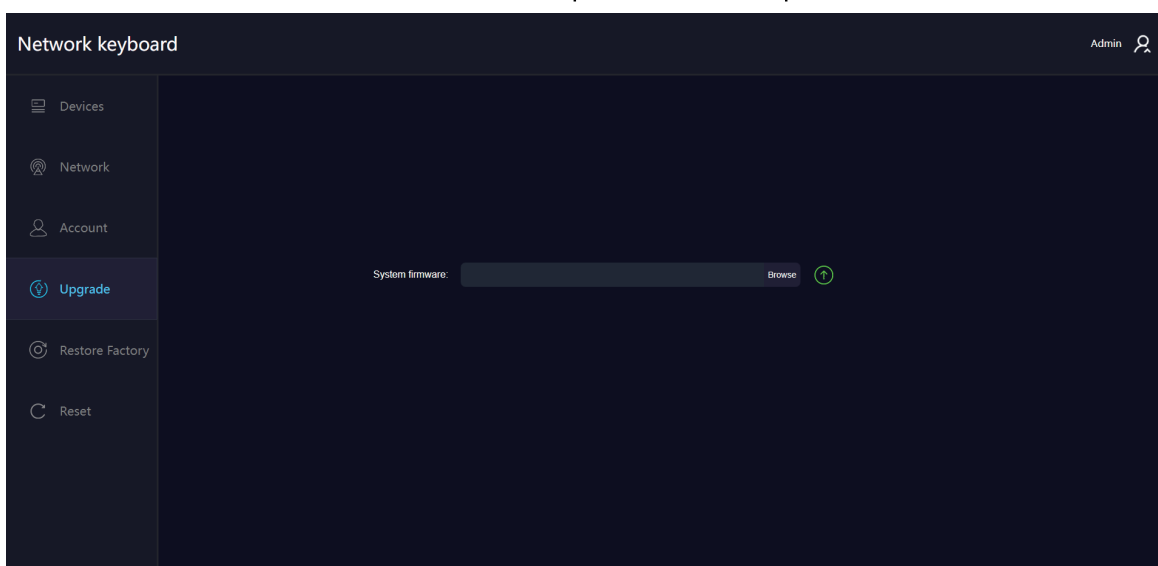 Network keyboard
Admin
Devices
Network
Account
Upgrade
Restore Factory
Reset
System firmware:
Browse